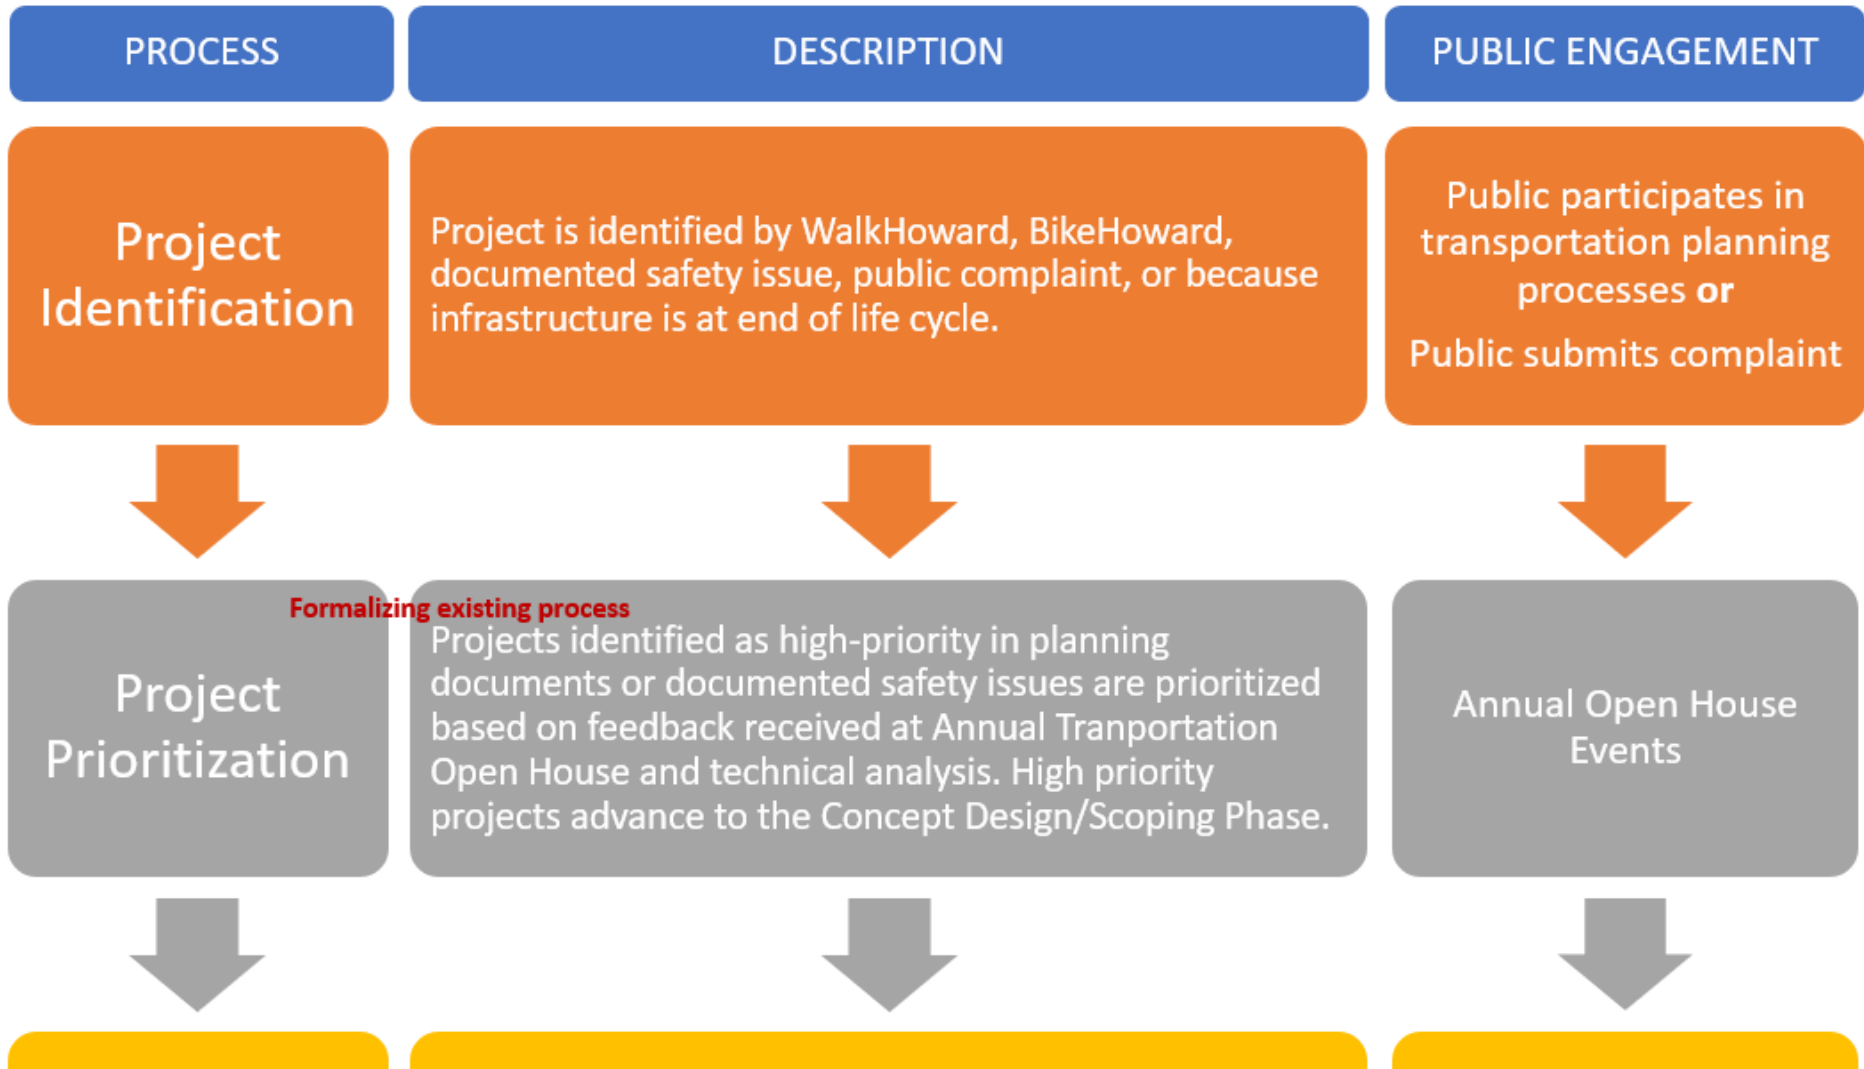 PROCESS
DESCRIPTION
PUBLIC ENGAGEMENT
Project
Identification
Project is identified by WalkHoward, BikeHoward,
documented safety issue, public complaint, or because
infrastructure is at end of life cycle.
Public participates in
transportation planning
processes or
Public submits complaint
Formalizing existing process
Project
Prioritization
Projects identified as high-priority in planning
documents or documented safety issues are prioritized
based on feedback received at Annual Tranportation
Open House and technical analysis. High priority
projects advance to the Concept Design/Scoping Phase.
Annual Open House
Events